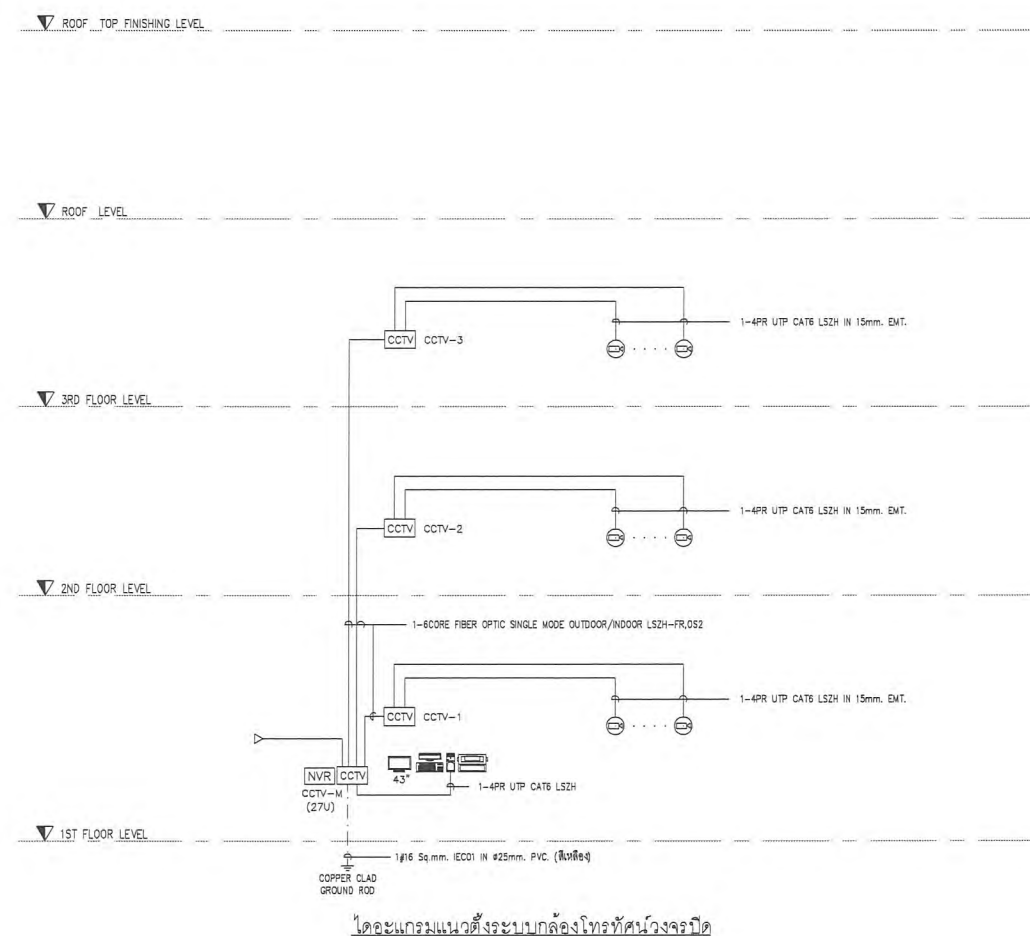 ROOF TOP FINISHING LEVEL
ROOF LEVEL
1-4PR UTP CAT6 LSZH IN 15mm. EMT.
CCTV CCTV-3
3RD FLOOR LEVEL
1-4PR UTP CAT6 LSZH IN 15mm. EMT.
CCTV CCTV-2
2ND FLOOR LEVEL
1-6CORE FIBER OPTIC SINGLE MODE OUTDOOR/INDOOR LSZH-FR,OS2
1-4PR UTP CAT6 LSZH IN 15mm. EMT.
CCTV CCTV-1
NVR CCTV
43"
1-4PR UTP CAT6 LSZH
CCTV-M
(27U)
1ST FLOOR LEVEL
1#16 Sq.mm. IEC01 IN ø25mm. PVC. (สีเหลือง)
COPPER CLAD
GROUND ROD
ไดอะแกรมแนวตั้งระบบกล้องโทรทัศน์วงจรปิด